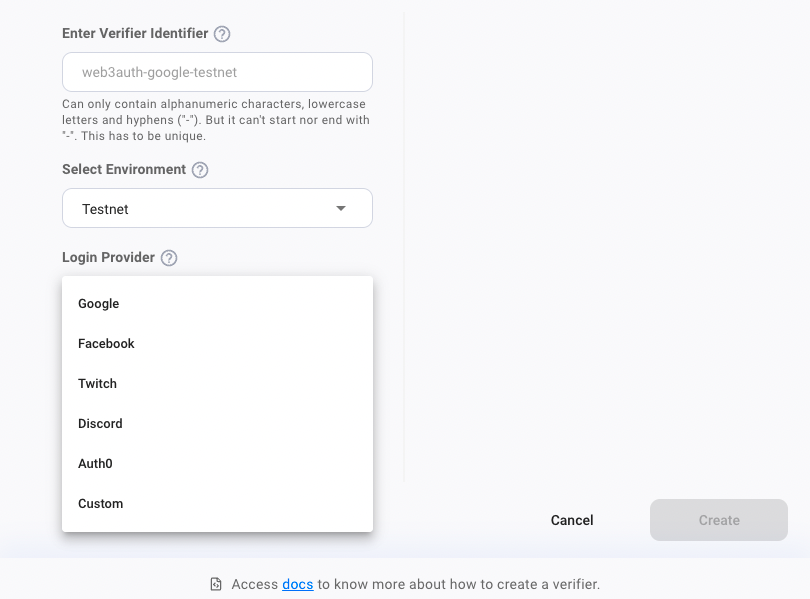 Enter Verifier Identifier
web3auth-google-testnet
Can only contain alphanumeric characters, lowercase
letters and hyphens ("-"). But it can't start nor end with
"-". This has to be unique.
Select Environment
Testnet
Login Provider
Google
Facebook
Twitch
Discord
Auth0
Custom
Cancel
Create
Access docs to know more about how to create a verifier.